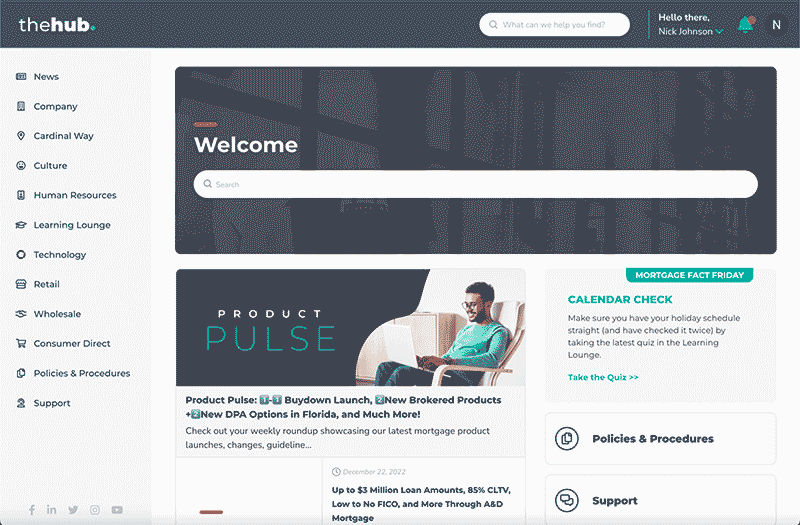 thehub.
What can we help you find?
Hello there,
Nick Johnson
N
News
Company
Cardinal Way
Culture
Human Resources
Learning Lounge
Technology
Retail
Wholesale
Consumer Direct
Policies & Procedures
Support
Welcome
Search
PRODUCT
PULSE
Product Pulse: 1️⃣-1️⃣ Buydown Launch, 2️⃣New Brokered Products
+2️⃣New DPA Options in Florida, and Much More!
Check out your weekly roundup showcasing our latest mortgage product
launches, changes, guideline...
December 22, 2022
Up to $3 Million Loan Amounts, 85% CLTV,
Low to No FICO, and More Through A&D
Mortgage
MORTGAGE FACT FRIDAY
CALENDAR CHECK
Make sure you have your holiday schedule
straight (and have checked it twice) by
taking the latest quiz in the Learning
Lounge.
Take the Quiz >>
Policies & Procedures
Support